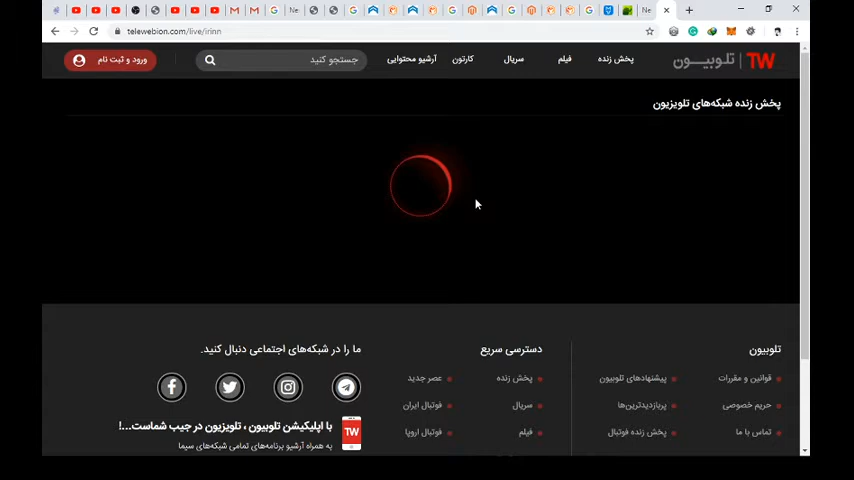 Ne
Ne
telewebion.com/live/irinn
تلوبیون | TW
پخش زنده
فیلم
سریال
کارتون
آرشیو محتوایی
جستجو کنید
ورود و ثبت نام
پخش زنده شبکه‌های تلویزیون
تلوبیون
قوانین و مقررات
حریم خصوصی
تماس با ما
پیشنهادهای تلوبیون
پربازدیدترین‌ها
پخش زنده فوتبال
دسترسی سریع
پخش زنده
سریال
فیلم
عصر جدید
فوتبال ایران
فوتبال اروپا
ما را در شبکه‌های اجتماعی دنبال کنید.
TW
با اپلیکیشن تلوبیون ، تلویزیون در جیب شماست...!
به همراه آرشیو برنامه‌های تمامی شبکه‌های سیما